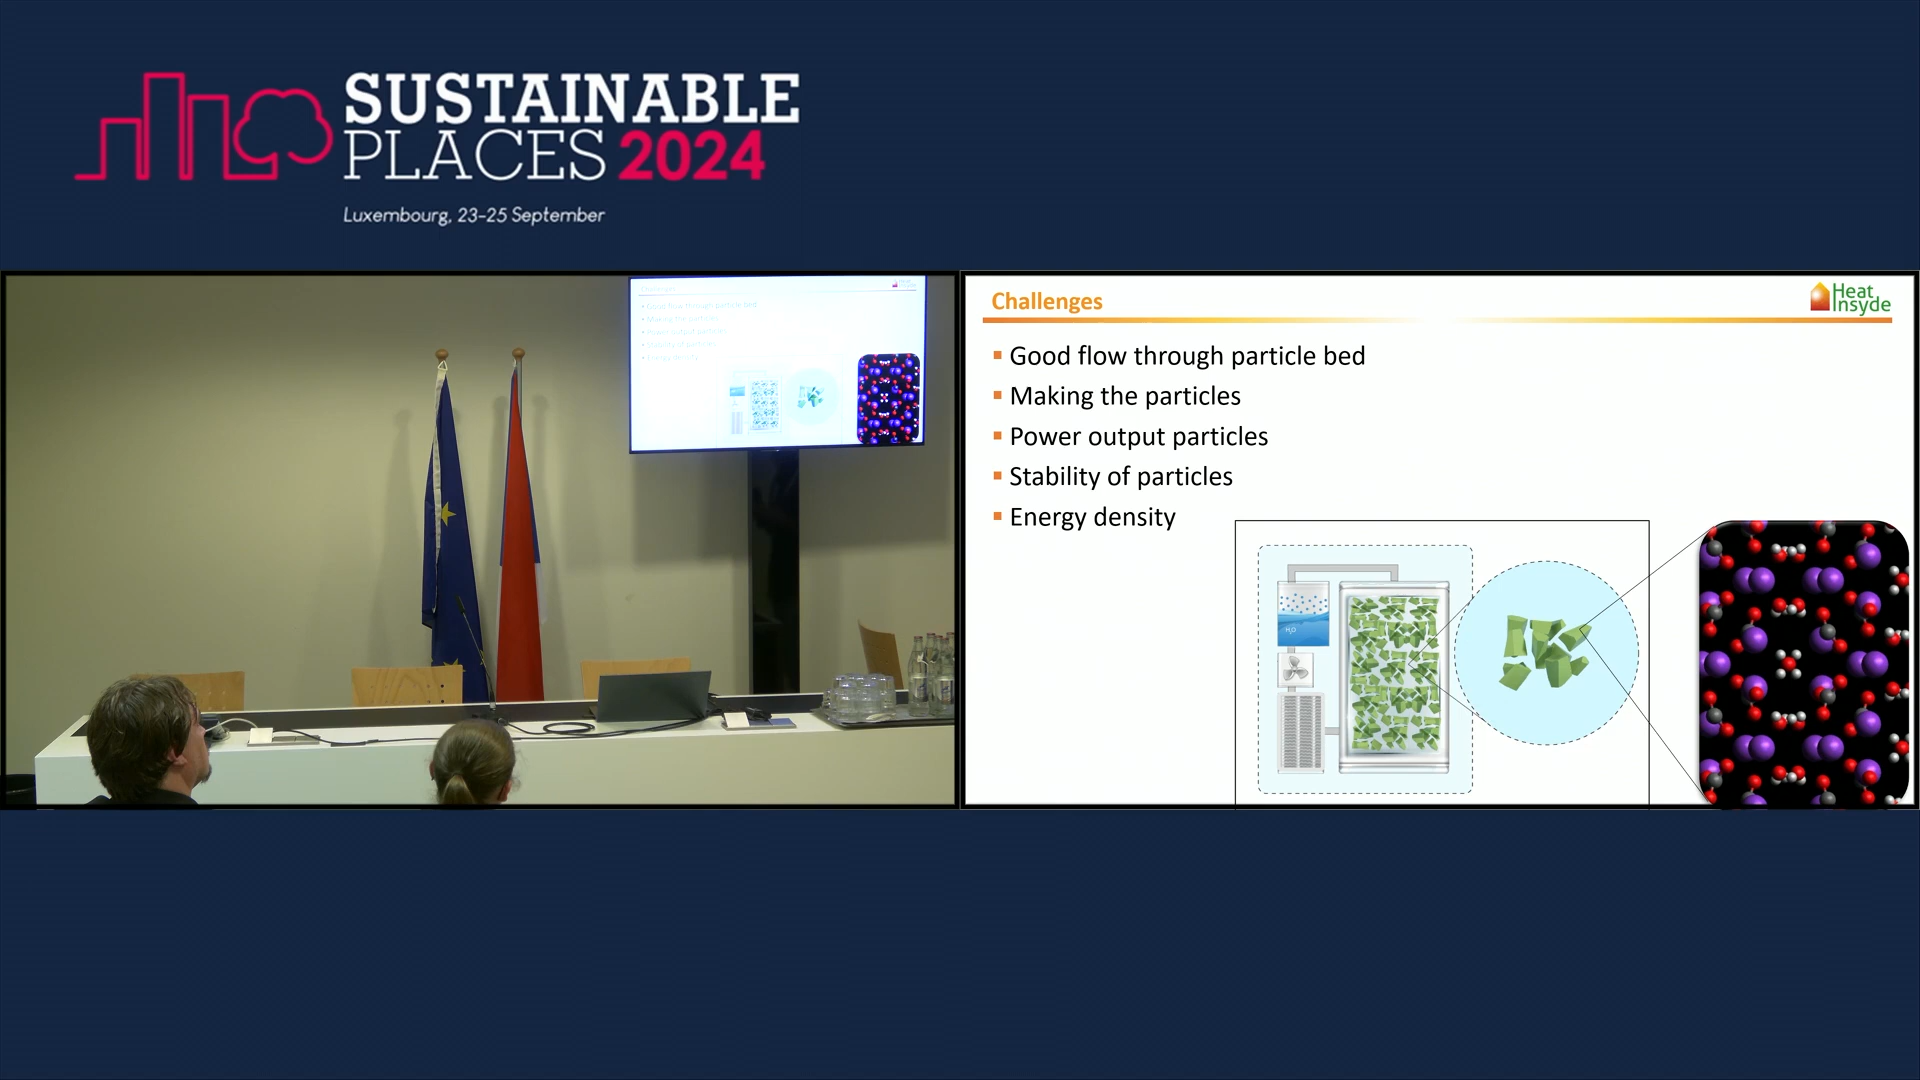 SUSTAINABLE
PLACES 2024
Luxembourg, 23-25 September
Challenges
Heat
Insyde
▪ Good flow through particle bed
▪ Making the particles
▪ Power output particles
▪ Stability of particles
▪ Energy density
H₂O